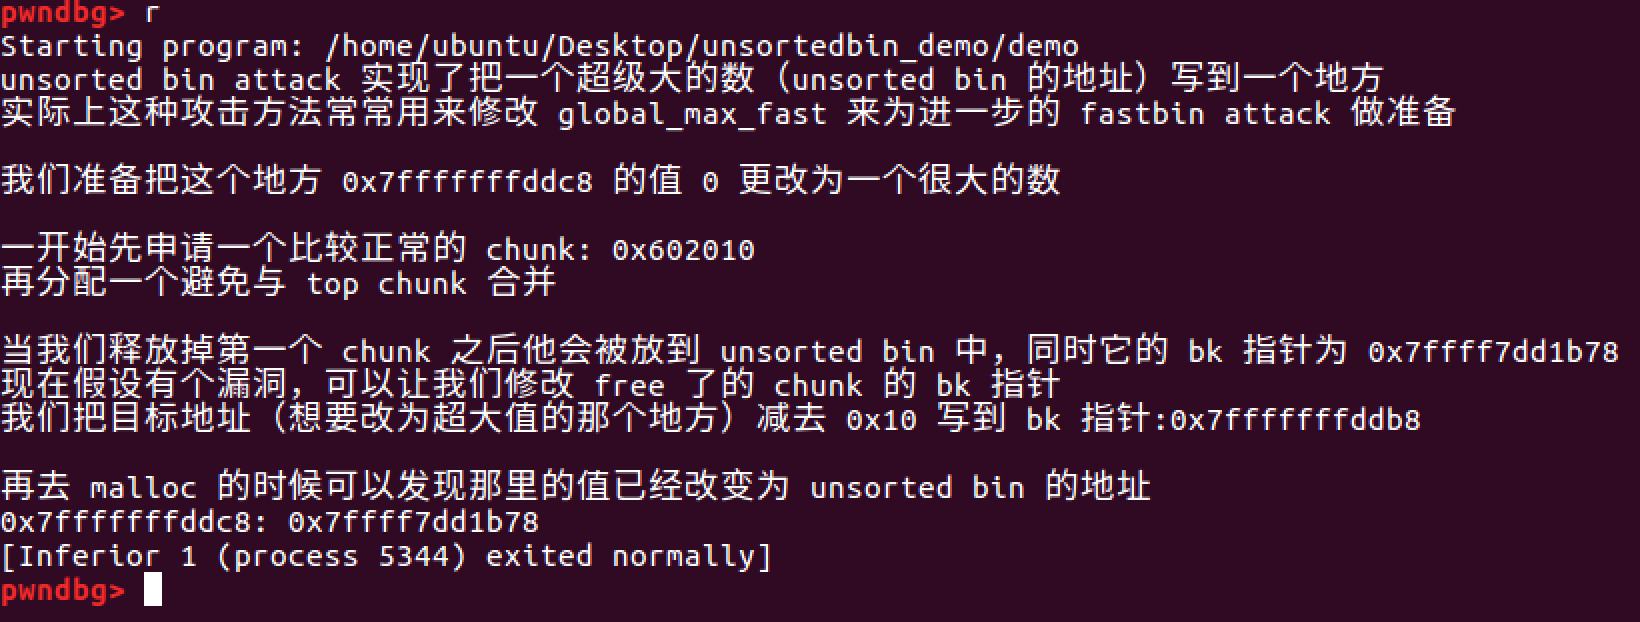 pwndbg> r
Starting program: /home/ubuntu/Desktop/unsortedbin_demo/demo
unsorted bin attack 实现了把一个超级大的数（unsorted bin 的地址）写到一个地方
实际上这种攻击方法常常用来修改 global_max_fast 来为进一步的 fastbin attack 做准备
我们准备把这个地方 0x7fffffffddc8 的值 0 更改为一个很大的数
一开始先申请一个比较正常的 chunk: 0x602010
再分配一个避免与 top chunk 合并
当我们释放掉第一个 chunk 之后他会被放到 unsorted bin 中，同时它的 bk 指针为 0x7ffff7dd1b78
现在假设有个漏洞，可以让我们修改 free 了的 chunk 的 bk 指针
我们把目标地址（想要改为超大值的那个地方）减去 0x10 写到 bk 指针:0x7fffffffddb8
再去 malloc 的时候可以发现那里的值已经改变为 unsorted bin 的地址
0x7fffffffddc8: 0x7ffff7dd1b78
[Inferior 1 (process 5344) exited normally]
pwndbg>